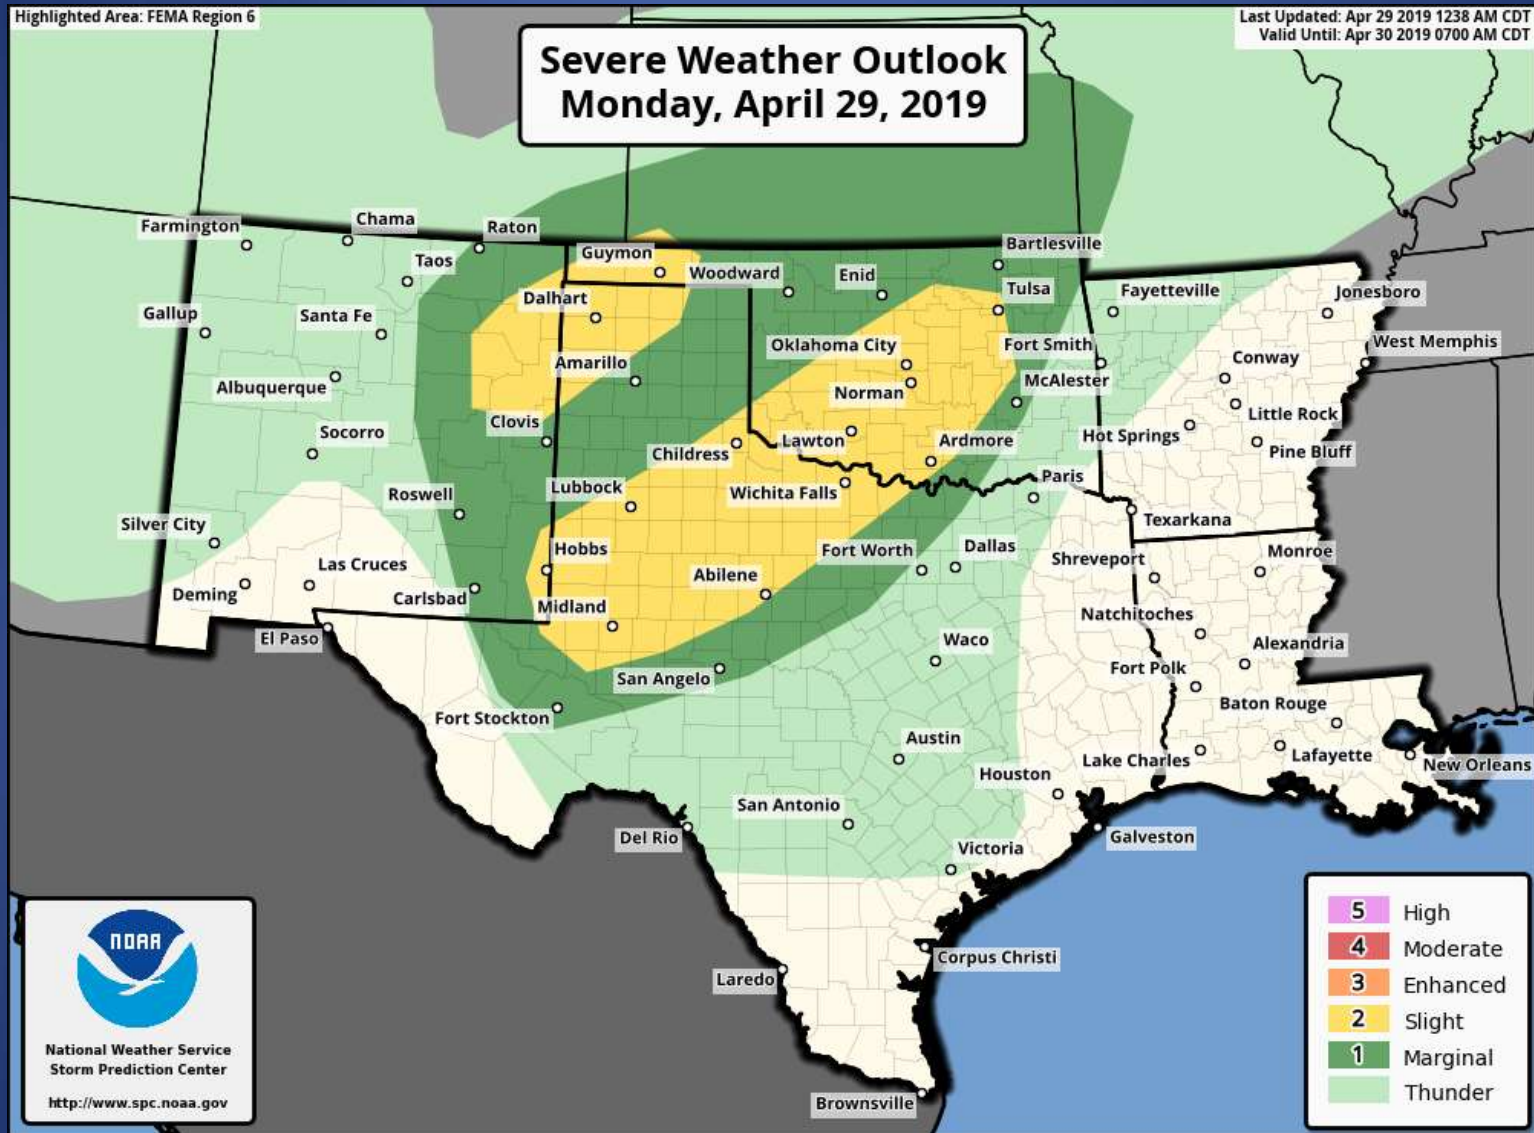 Highlighted Area: FEMA Region 6
Last Updated: Apr 29 2019 1238 AM CDT
Valid Until: Apr 30 2019 0700 AM CDT
Severe Weather Outlook
Monday, April 29, 2019
Farmington
Chama
Raton
Taos
Guymon
Woodward
Enid
Bartlesville
Tulsa
Fayetteville
Jonesboro
Gallup
Santa Fe
Dalhart
Oklahoma City
Fort Smith
West Memphis
Albuquerque
Amarillo
Norman
McAlester
Conway
Little Rock
Socorro
Clovis
Childress
Lawton
Ardmore
Hot Springs
Pine Bluff
Roswell
Lubbock
Wichita Falls
Paris
Texarkana
Silver City
Hobbs
Fort Worth
Dallas
Shreveport
Monroe
Las Cruces
Deming
Carlsbad
Midland
Abilene
Natchitoches
El Paso
San Angelo
Waco
Fort Polk
Alexandria
Fort Stockton
Austin
Baton Rouge
Houston
Lake Charles
Lafayette
New Orleans
San Antonio
Del Rio
Victoria
Galveston
Laredo
Corpus Christi
Brownsville
NOAA
National Weather Service
Storm Prediction Center
http://www.spc.noaa.gov
5 High
4 Moderate
3 Enhanced
2 Slight
1 Marginal
Thunder